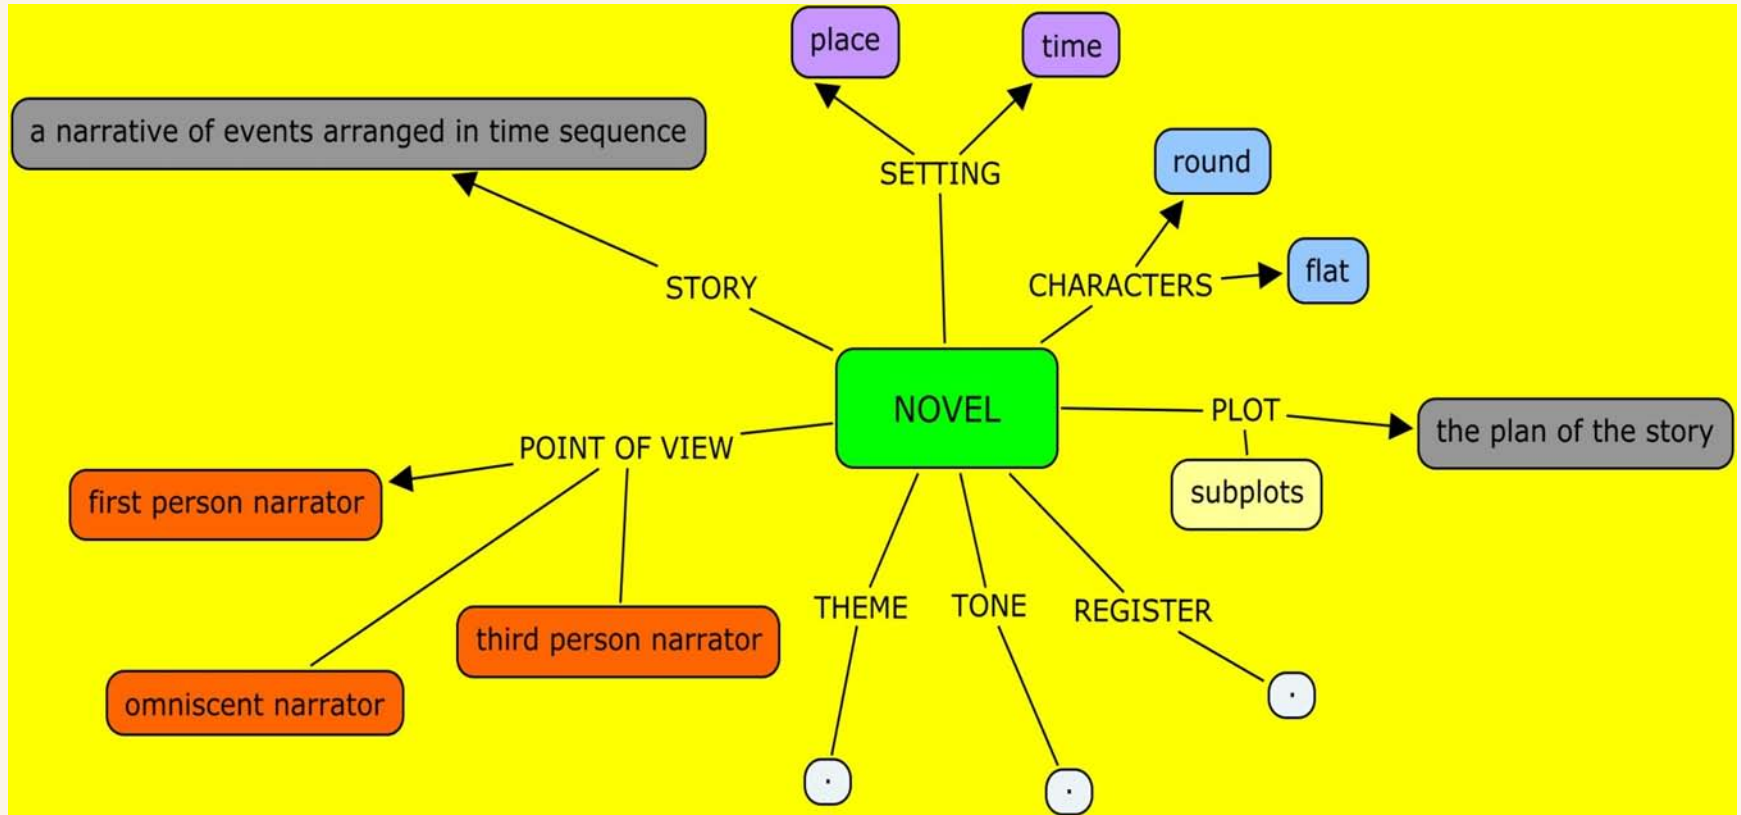 place
time
a narrative of events arranged in time sequence
SETTING
round
flat
STORY
CHARACTERS
NOVEL
PLOT
the plan of the story
POINT OF VIEW
subplots
first person narrator
THEME
TONE
REGISTER
third person narrator
omniscent narrator
.
.
.